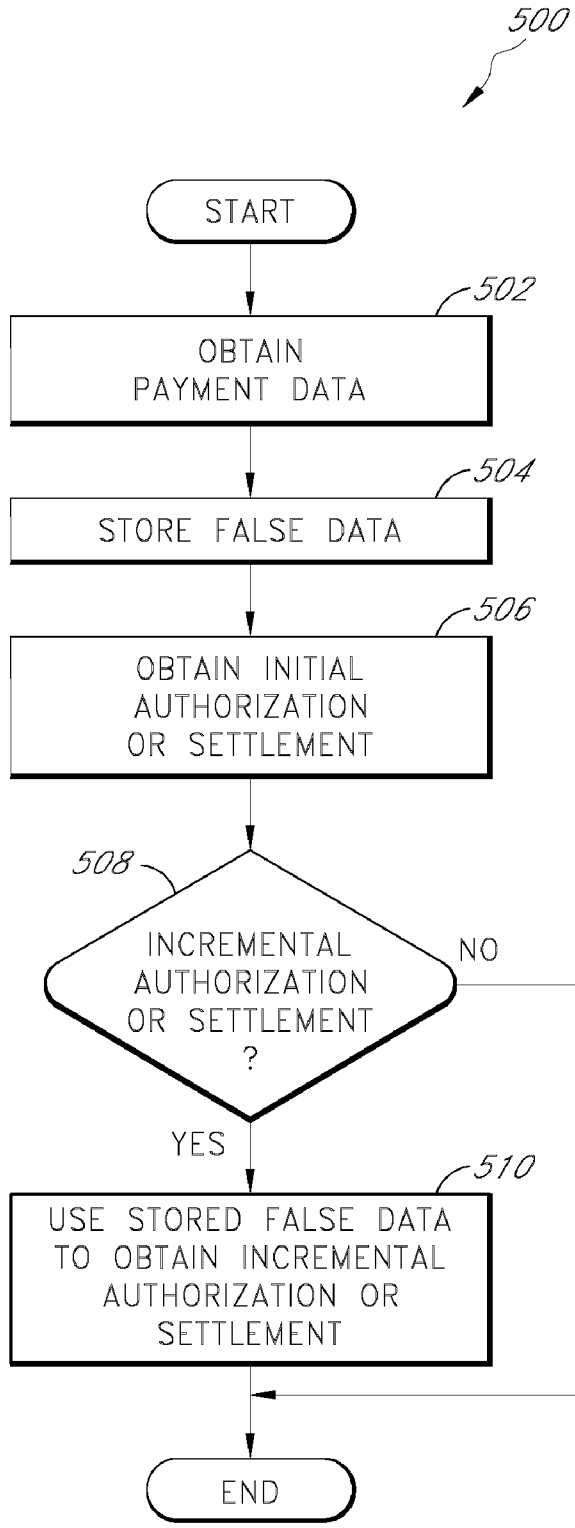 500
START
502
OBTAIN
PAYMENT DATA
504
STORE FALSE DATA
506
OBTAIN INITIAL
AUTHORIZATION
OR SETTLEMENT
508
INCREMENTAL
AUTHORIZATION
OR SETTLEMENT
?
NO
YES
510
USE STORED FALSE DATA
TO OBTAIN INCREMENTAL
AUTHORIZATION OR
SETTLEMENT
END